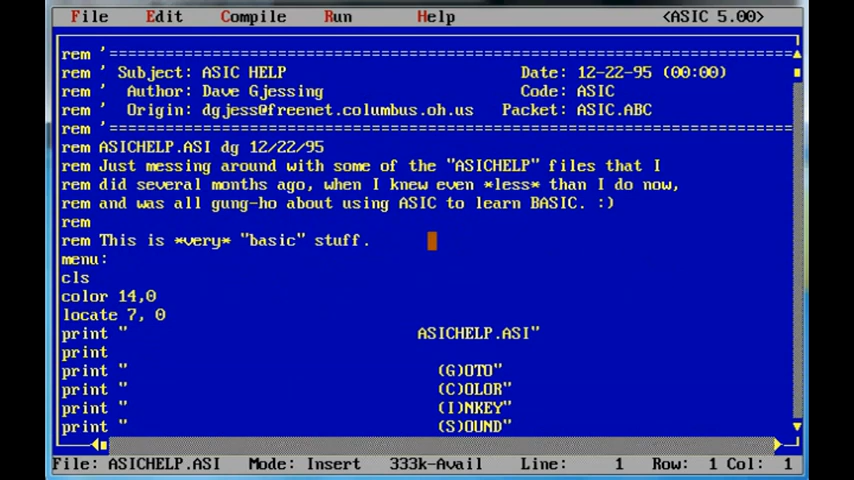 File Edit Compile Run Help <ASIC 5.00>
rem '=========================================================================
rem ' Subject: ASIC HELP Date: 12-22-95 (00:00)
rem ' Author: Dave Gjessing Code: ASIC
rem ' Origin: dgjess@freenet.columbus.oh.us Packet: ASIC.ABC
rem '=========================================================================
rem ASICHELP.ASI dg 12/22/95
rem Just messing around with some of the "ASICHELP" files that I
rem did several months ago, when I knew even *less* than I do now,
rem and was all gung-ho about using ASIC to learn BASIC. :)
rem
rem This is *very* "basic" stuff.
menu:
cls
color 14,0
locate 7, 0
print " ASICHELP.ASI"
print
print " (G)OTO"
print " (C)OLOR"
print " (I)NKEY"
print " (S)OUND"
File: ASICHELP.ASI Mode: Insert 333k-Avail Line: 1 Row: 1 Col: 1